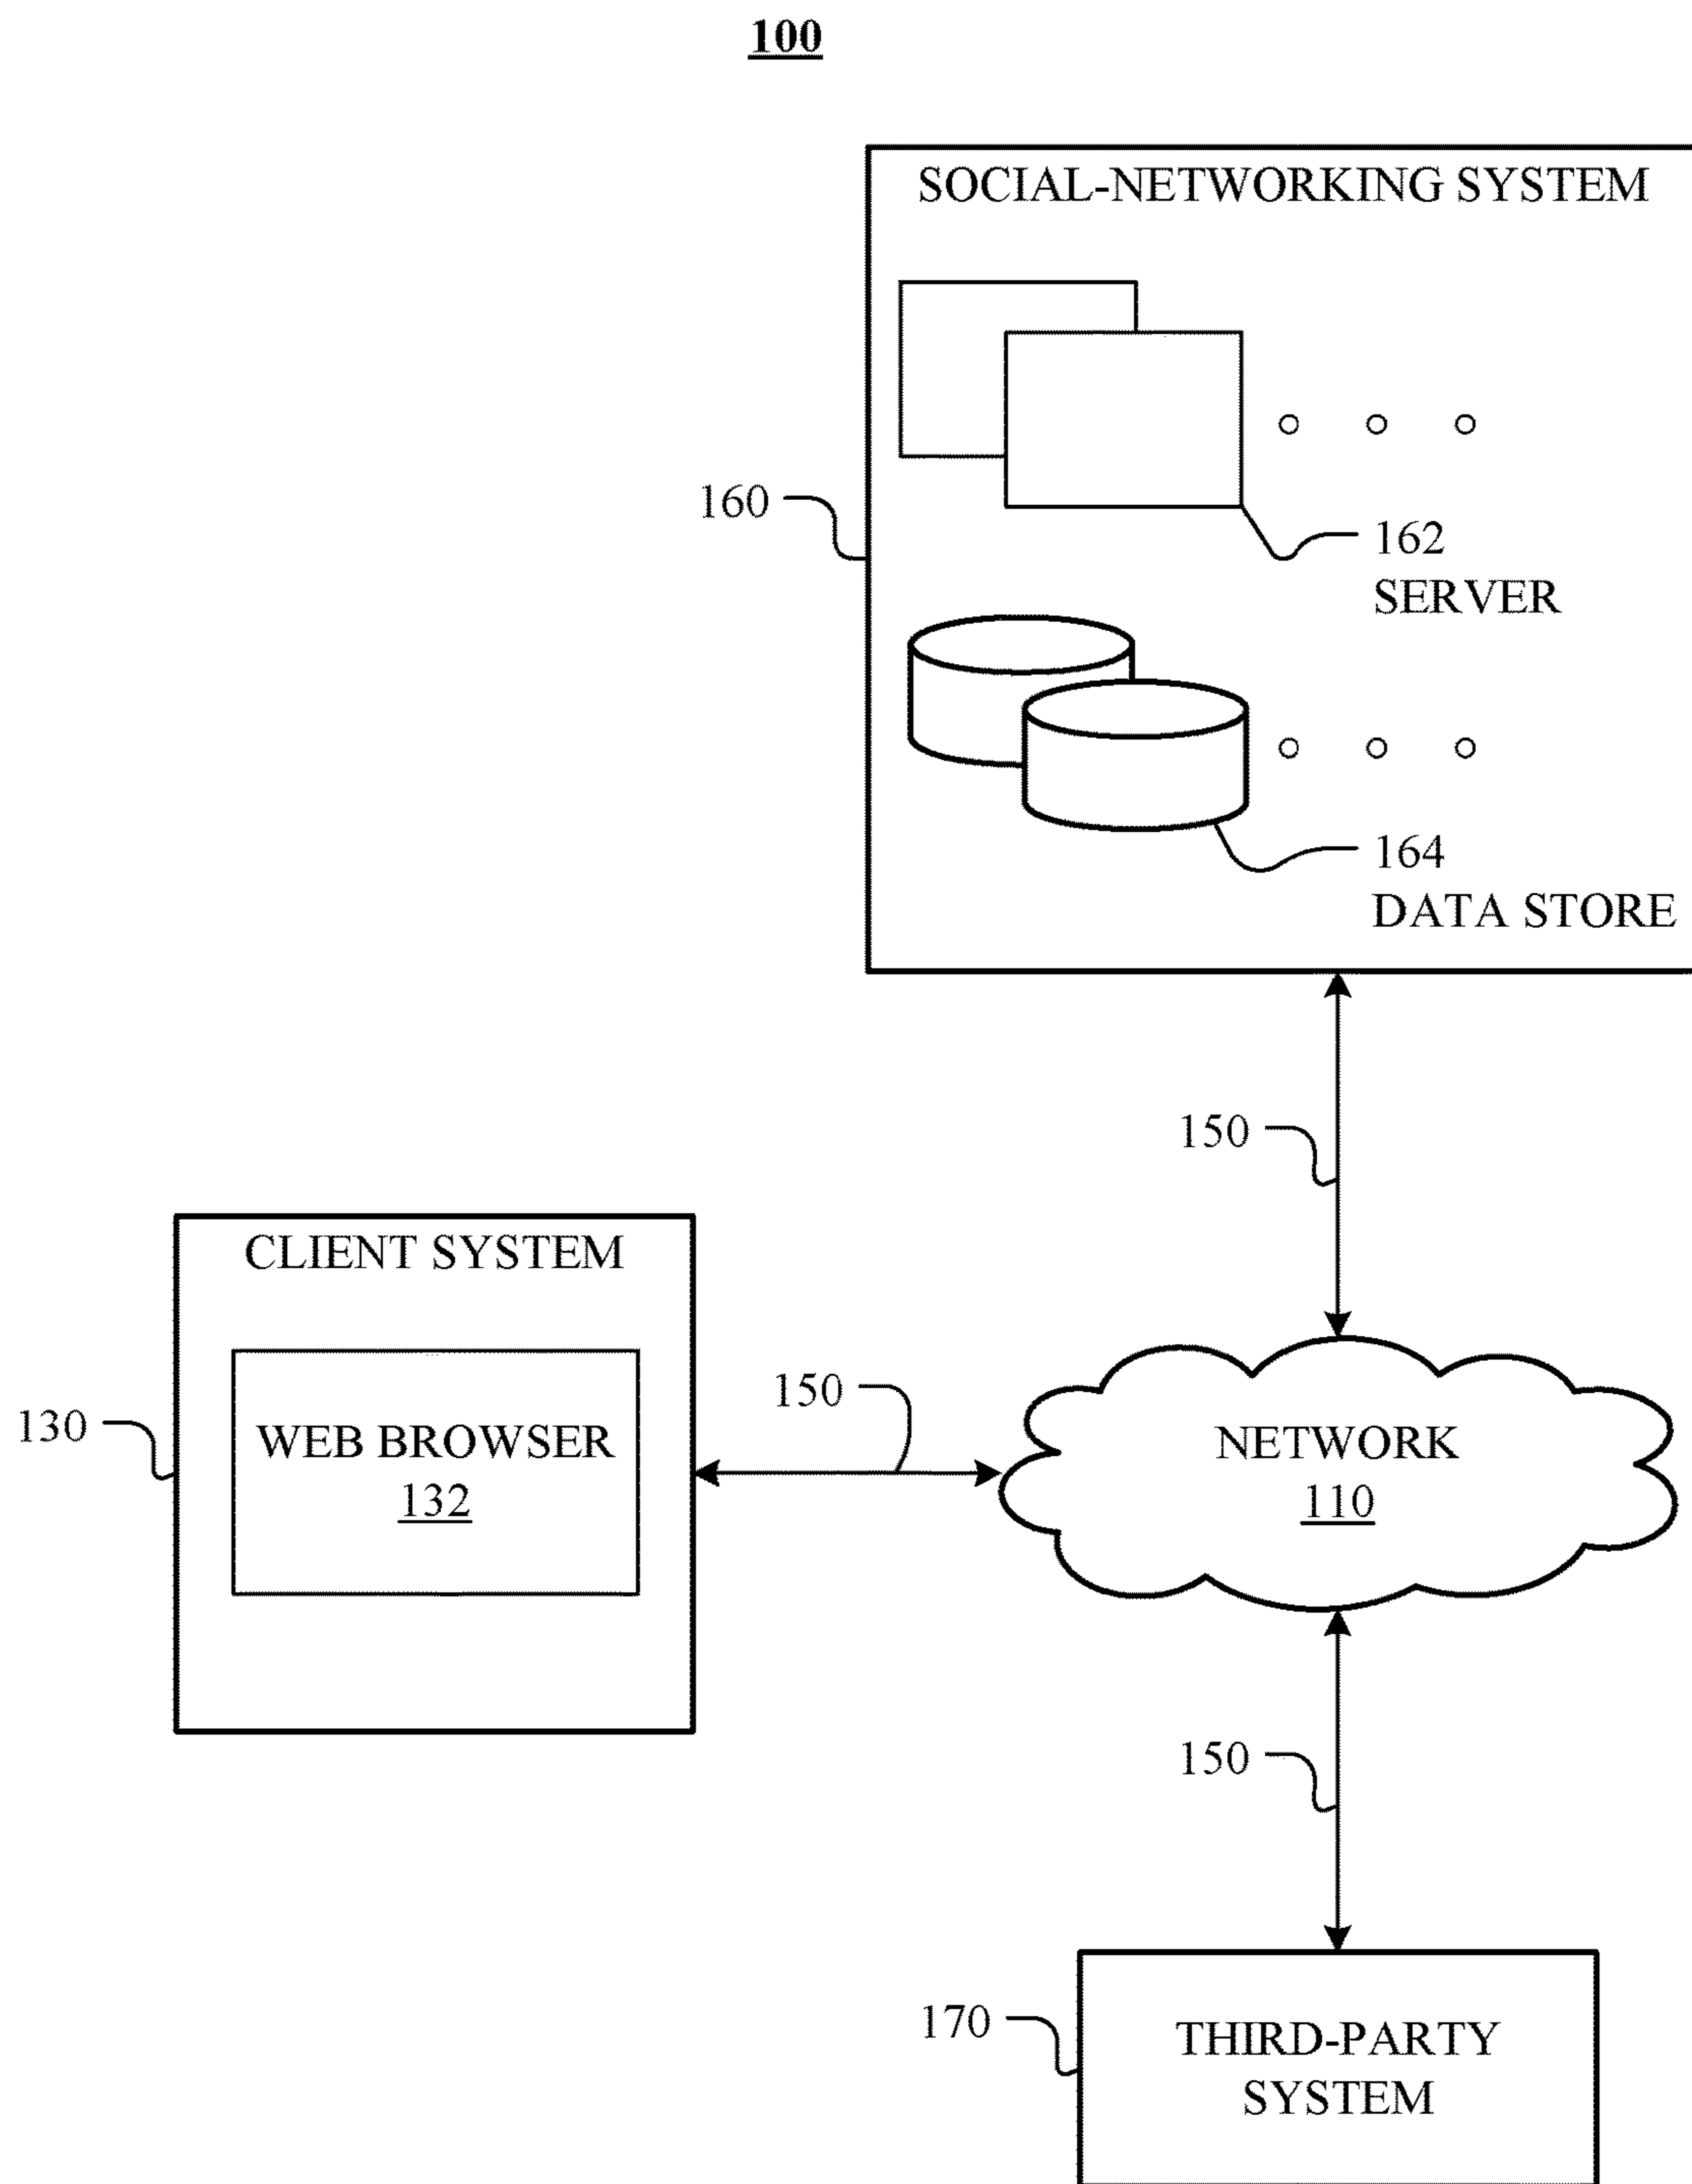 100
SOCIAL-NETWORKING SYSTEM
160
162
SERVER
164
DATA STORE
150
CLIENT SYSTEM
130
WEB BROWSER
132
150
NETWORK
110
150
170
THIRD-PARTY
SYSTEM